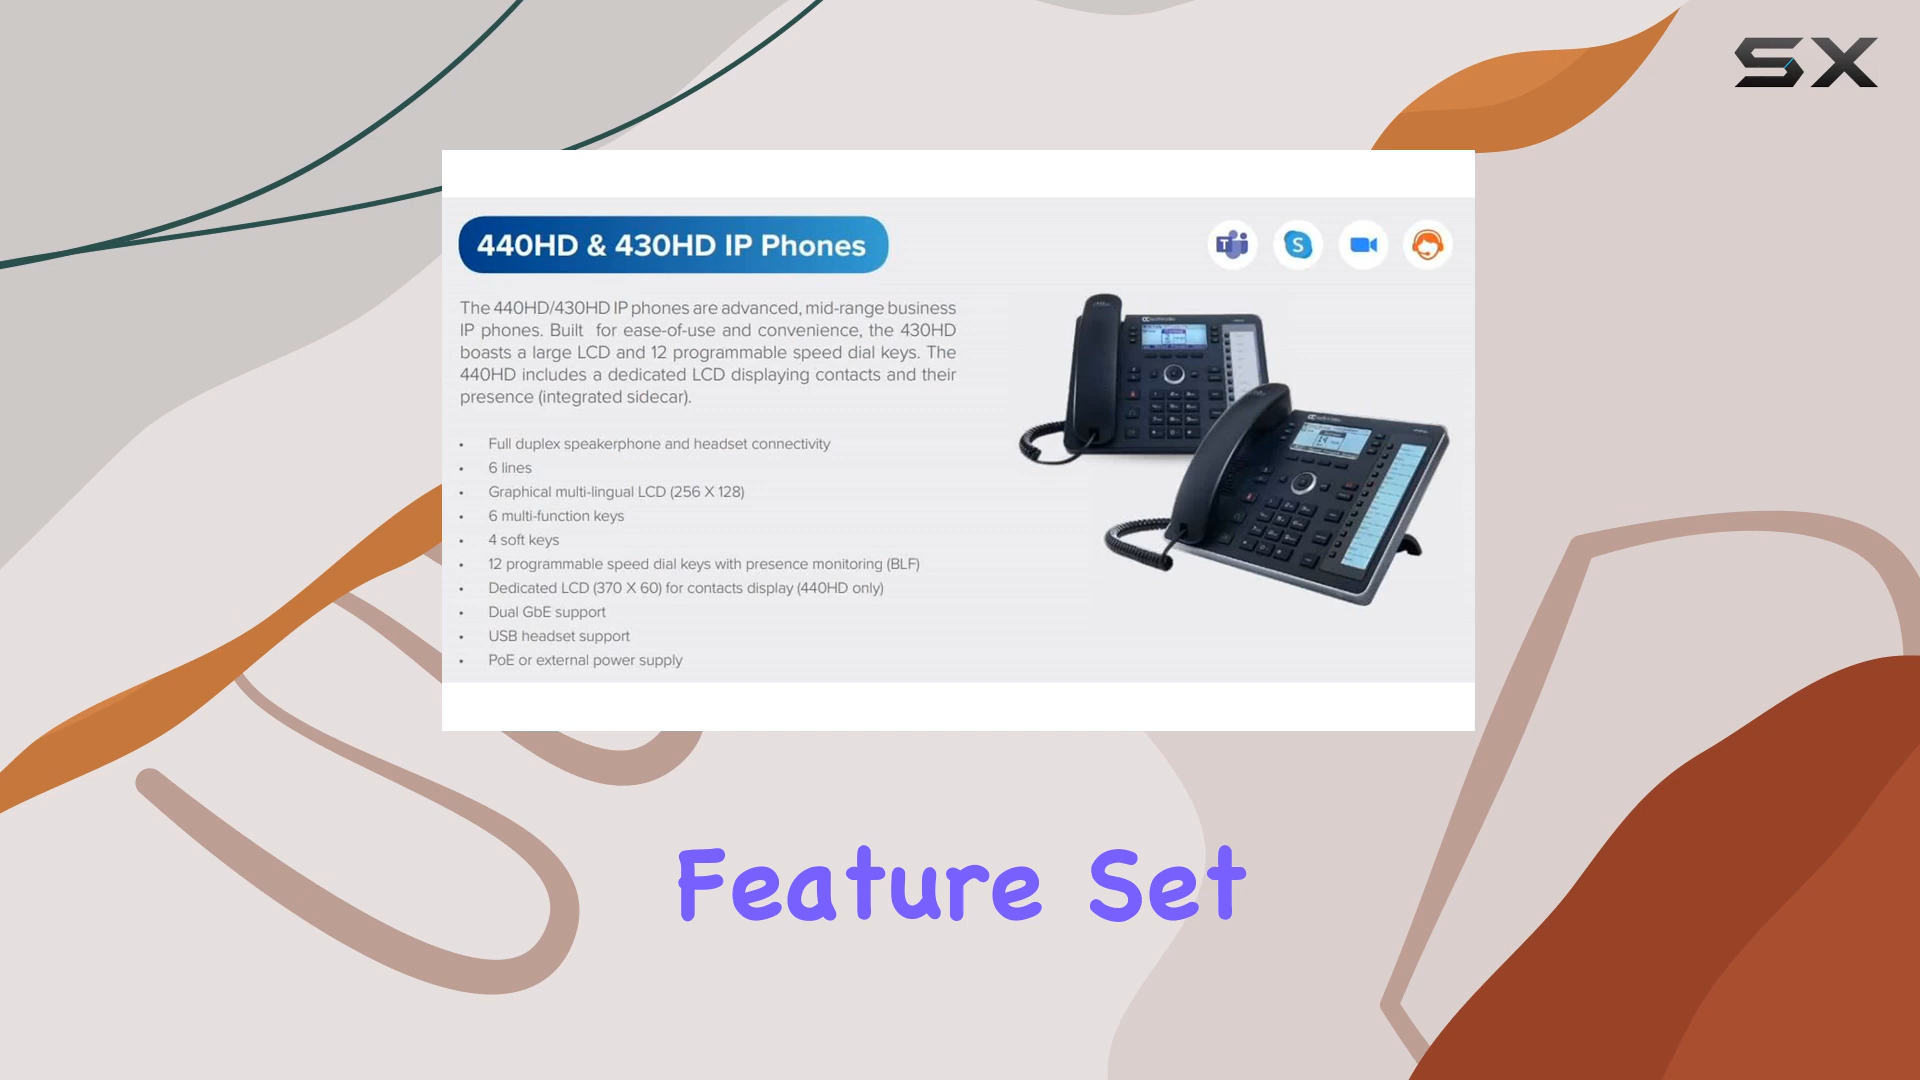 SX
440HD & 430HD IP Phones
The 440HD/430HD IP phones are advanced, mid-range business
IP phones. Built for ease-of-use and convenience, the 430HD
boasts a large LCD and 12 programmable speed dial keys. The
440HD includes a dedicated LCD displaying contacts and their
presence (integrated sidecar).
• Full duplex speakerphone and headset connectivity
• 6 lines
• Graphical multi-lingual LCD (256 X 128)
• 6 multi-function keys
• 4 soft keys
• 12 programmable speed dial keys with presence monitoring (BLF)
• Dedicated LCD (370 X 60) for contacts display (440HD only)
• Dual GbE support
• USB headset support
• PoE or external power supply
Feature Set